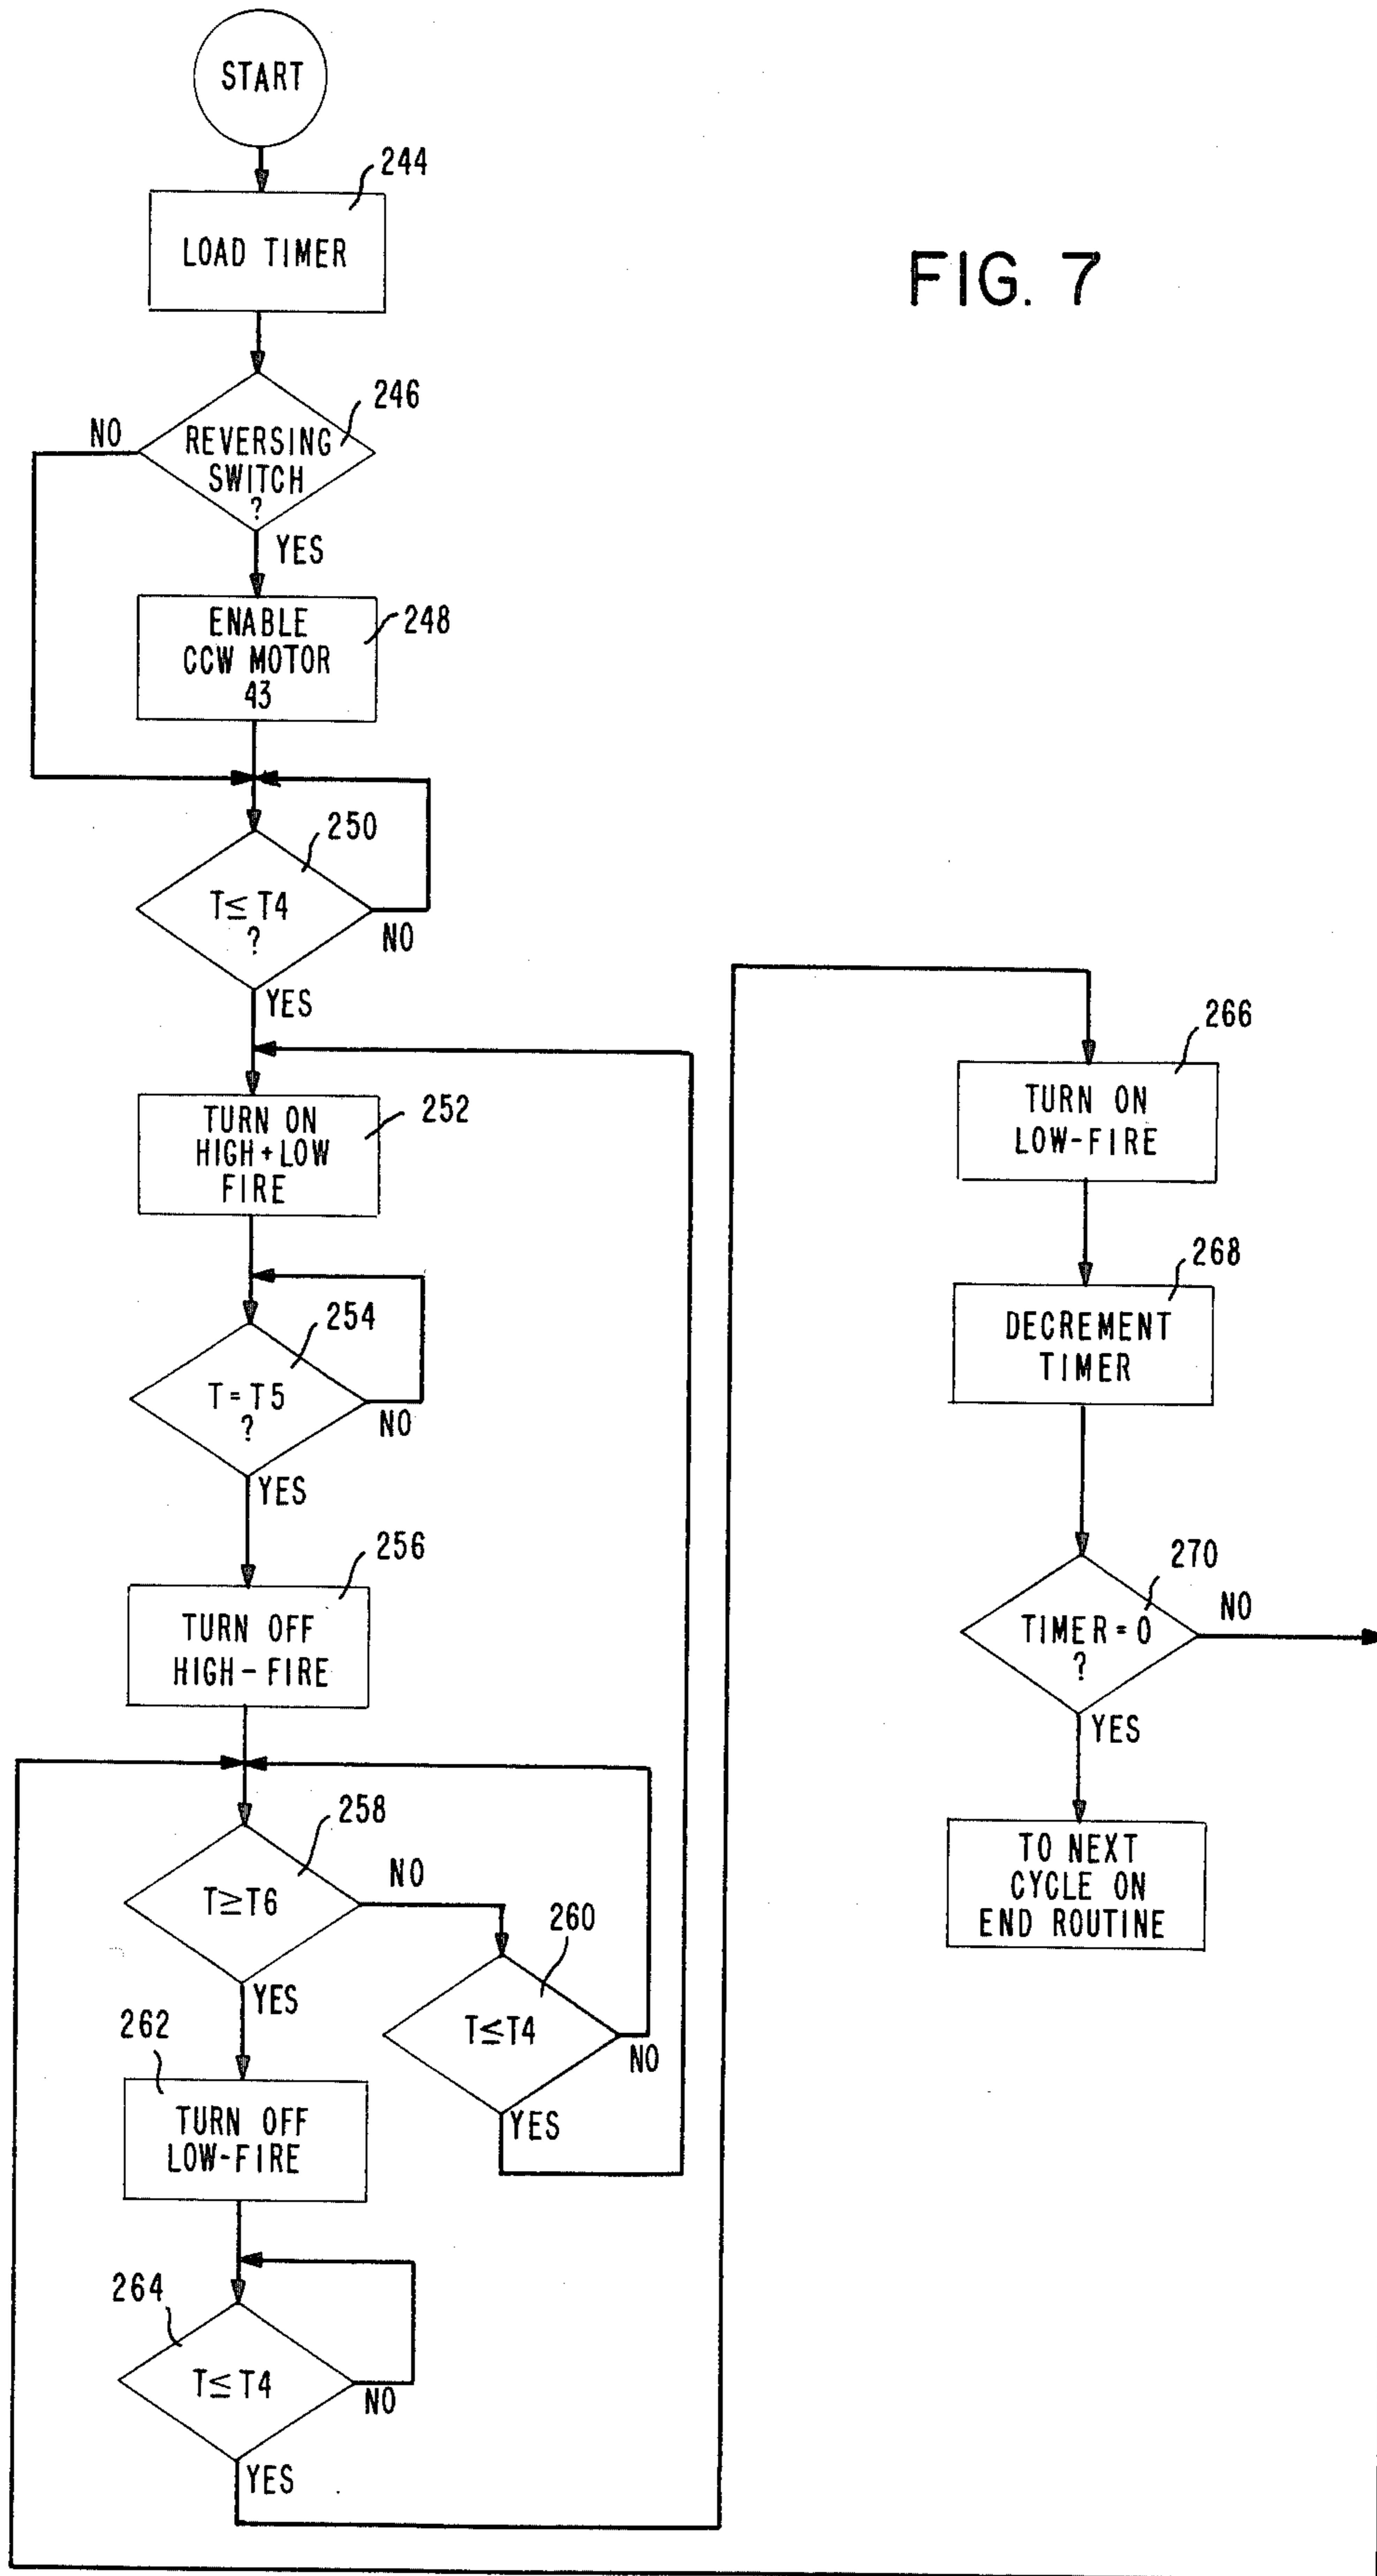 START
244
LOAD TIMER
FIG. 7
246
NO
REVERSING
SWITCH
?
YES
ENABLE
CCW MOTOR
43
248
250
T≤T4
?
NO
YES
TURN ON
HIGH+LOW
FIRE
252
254
T=T5
?
NO
YES
256
TURN OFF
HIGH-FIRE
258
T≥T6
NO
YES
260
T≤T4
NO
YES
262
TURN OFF
LOW-FIRE
264
T≤T4
NO
YES
266
TURN ON
LOW-FIRE
268
DECREMENT
TIMER
270
TIMER=0
?
NO
YES
TO NEXT
CYCLE ON
END ROUTINE